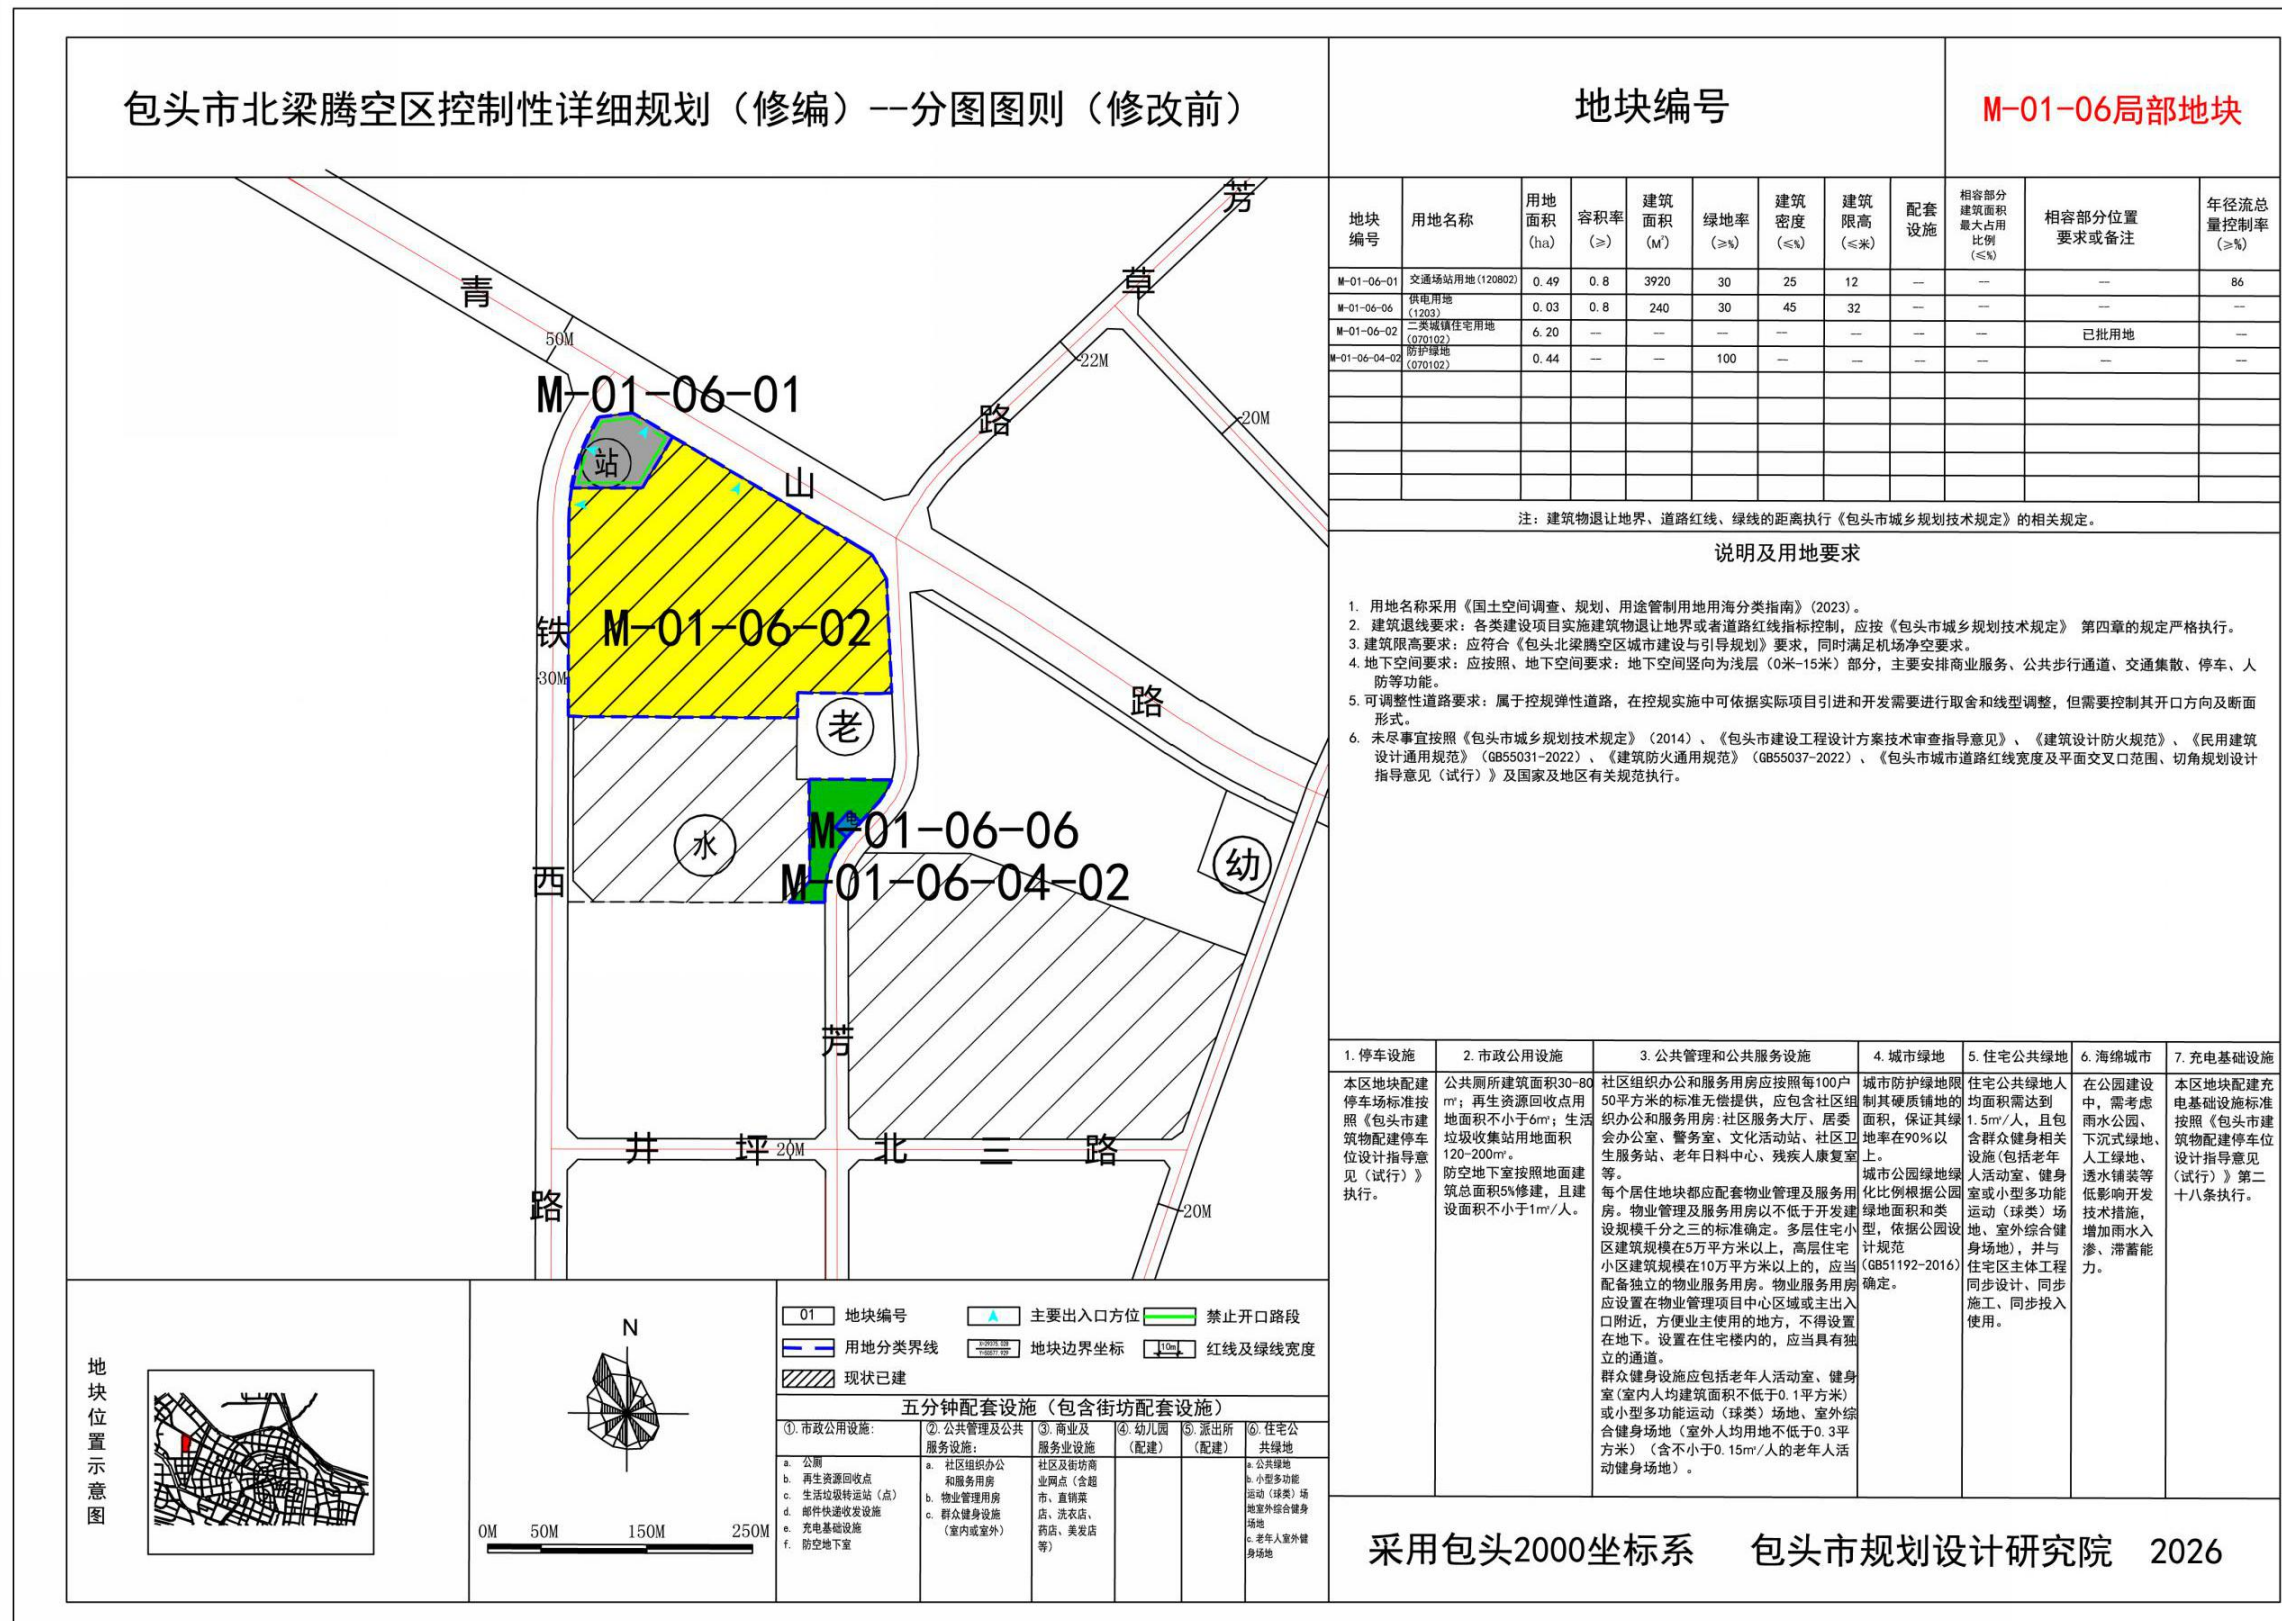 包头市北梁腾空区控制性详细规划（修编）--分图图则（修改前）
地块编号
M-01-06局部地块
青
山
路
50M
芳
草
路
22M
20M
M-01-06-01
站
M-01-06-02
铁
30M
西
路
老
水
电
M-01-06-06
M-01-06-04-02
幼
芳
井 坪 20M 北 三 路
20M
地块编号 用地名称 用地面积(ha) 容积率(≥) 建筑面积(㎡) 绿地率(≥%) 建筑密度(≤%) 建筑限高(≤米) 配套设施 相容部分建筑面积最大占用比例(≤%) 相容部分位置要求或备注 年径流总量控制率(≥%)
M-01-06-01 交通场站用地(120802) 0.49 0.8 3920 30 25 12 — — — 86
M-01-06-06 供电用地(1203) 0.03 0.8 240 30 45 32 — — — —
M-01-06-02 二类城镇住宅用地(070102) 6.20 — — — — — — — 已批用地 —
M-01-06-04-02 防护绿地(070102) 0.44 — — 100 — — — — — —
注：建筑物退让地界、道路红线、绿线的距离执行《包头市城乡规划技术规定》的相关规定。
说明及用地要求
1. 用地名称采用《国土空间调查、规划、用途管制用地用海分类指南》(2023)。
2. 建筑退线要求：各类建设项目实施建筑物退让地界或者道路红线指标控制，应按《包头市城乡规划技术规定》 第四章的规定严格执行。
3.建筑限高要求：应符合《包头北梁腾空区城市建设与引导规划》要求，同时满足机场净空要求。
4.地下空间要求：应按照、地下空间要求：地下空间竖向为浅层（0米-15米）部分，主要安排商业服务、公共步行通道、交通集散、停车、人
防等功能。
5.可调整性道路要求：属于控规弹性道路，在控规实施中可依据实际项目引进和开发需要进行取舍和线型调整，但需要控制其开口方向及断面
形式。
6. 未尽事宜按照《包头市城乡规划技术规定》（2014）、《包头市建设工程设计方案技术审查指导意见》、《建筑设计防火规范》、《民用建筑
设计通用规范》（GB55031-2022）、《建筑防火通用规范》（GB55037-2022）、《包头市城市道路红线宽度及平面交叉口范围、切角规划设计
指导意见（试行）》及国家及地区有关规范执行。
1.停车设施
本区地块配建
停车场标准按
照《包头市建
筑物配建停车
位设计指导意
见（试行）》
执行。
2.市政公用设施
公共厕所建筑面积30-80
㎡；再生资源回收点用
地面积不小于6㎡；生活
垃圾收集站用地面积
120-200㎡。
防空地下室按照地面建
筑总面积5%修建，且建
设面积不小于1㎡/人。
3.公共管理和公共服务设施
社区组织办公和服务用房应按照每100户
50平方米的标准无偿提供，应包含社区组
织办公和服务用房:社区服务大厅、居委
会办公室、警务室、文化活动站、社区卫
生服务站、老年日料中心、残疾人康复室
等。
每个居住地块都应配套物业管理及服务用
房。物业管理及服务用房以不低于开发建
设规模千分之三的标准确定。多层住宅小
区建筑规模在5万平方米以上，高层住宅
小区建筑规模在10万平方米以上的，应当
配备独立的物业服务用房。物业服务用房
应设置在物业管理项目中心区域或主出入
口附近，方便业主使用的地方，不得设置
在地下。设置在住宅楼内的，应当具有独
立的通道。
群众健身设施应包括老年人活动室、健身
室(室内人均建筑面积不低于0.1平方米)
或小型多功能运动（球类）场地、室外综
合健身场地（室外人均用地不低于0.3平
方米）（含不小于0.15㎡/人的老年人活
动健身场地）。
4.城市绿地
城市防护绿地限
制其硬质铺地的
面积，保证其绿
地率在90%以
上。
城市公园绿地绿
化比例根据公园
绿地面积和类
型，依据公园设
计规范
(GB51192-2016)
确定。
5.住宅公共绿地
住宅公共绿地人
均面积需达到
1.5㎡/人，且包
含群众健身相关
设施(包括老年
人活动室、健身
室或小型多功能
运动（球类）场
地、室外综合健
身场地)，并与
住宅区主体工程
同步设计、同步
施工、同步投入
使用。
6.海绵城市
在公园建设
中，需考虑
雨水公园、
下沉式绿地、
人工绿地、
透水铺装等
低影响开发
技术措施，
增加雨水入
渗、滞蓄能
力。
7.充电基础设施
本区地块配建充
电基础设施标准
按照《包头市建
筑物配建停车位
设计指导意见
（试行）》第二
十八条执行。
地块位置示意图
N
0M 50M 150M 250M
01 地块编号
主要出入口方位
禁止开口路段
用地分类界线
地块边界坐标
10m 红线及绿线宽度
现状已建
五分钟配套设施（包含街坊配套设施）
①.市政公用设施:
a. 公厕
b. 再生资源回收点
c. 生活垃圾转运站（点）
d. 邮件快递收发设施
e. 充电基础设施
f. 防空地下室
②.公共管理及公共
服务设施:
a. 社区组织办公
和服务用房
b. 物业管理用房
c. 群众健身设施
（室内或室外）
③.商业及
服务业设施
社区及街坊商
业网点（含超
市、直销菜
店、洗衣店、
药店、美发店
等）
④.幼儿园
（配建）
⑤.派出所
（配建）
⑥.住宅公
共绿地
a.公共绿地
b.小型多功能
运动（球类）场
地室外综合健身
场地
c.老年人室外健
身场地
采用包头2000坐标系 包头市规划设计研究院 2026